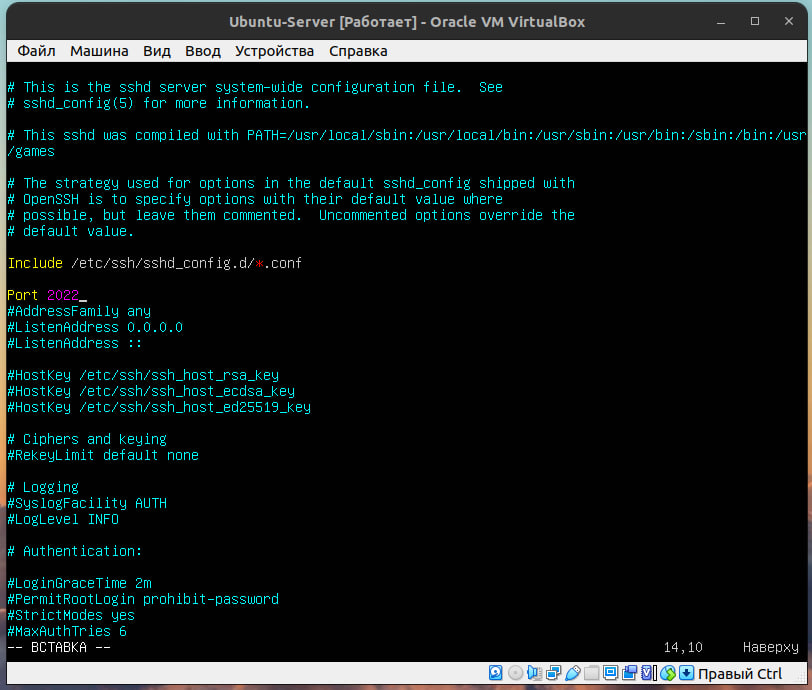 Ubuntu-Server [Работает] - Oracle VM VirtualBox
Файл Машина Вид Ввод Устройства Справка
# This is the sshd server system-wide configuration file.  See
# sshd_config(5) for more information.
# This sshd was compiled with PATH=/usr/local/sbin:/usr/local/bin:/usr/sbin:/usr/bin:/sbin:/bin:/usr
/games
# The strategy used for options in the default sshd_config shipped with
# OpenSSH is to specify options with their default value where
# possible, but leave them commented.  Uncommented options override the
# default value.
Include /etc/ssh/sshd_config.d/*.conf
Port 2022
#AddressFamily any
#ListenAddress 0.0.0.0
#ListenAddress ::
#HostKey /etc/ssh/ssh_host_rsa_key
#HostKey /etc/ssh/ssh_host_ecdsa_key
#HostKey /etc/ssh/ssh_host_ed25519_key
# Ciphers and keying
#RekeyLimit default none
# Logging
#SyslogFacility AUTH
#LogLevel INFO
# Authentication:
#LoginGraceTime 2m
#PermitRootLogin prohibit-password
#StrictModes yes
#MaxAuthTries 6
-- ВСТАВКА -- 14,10 Наверху
Правый Ctrl